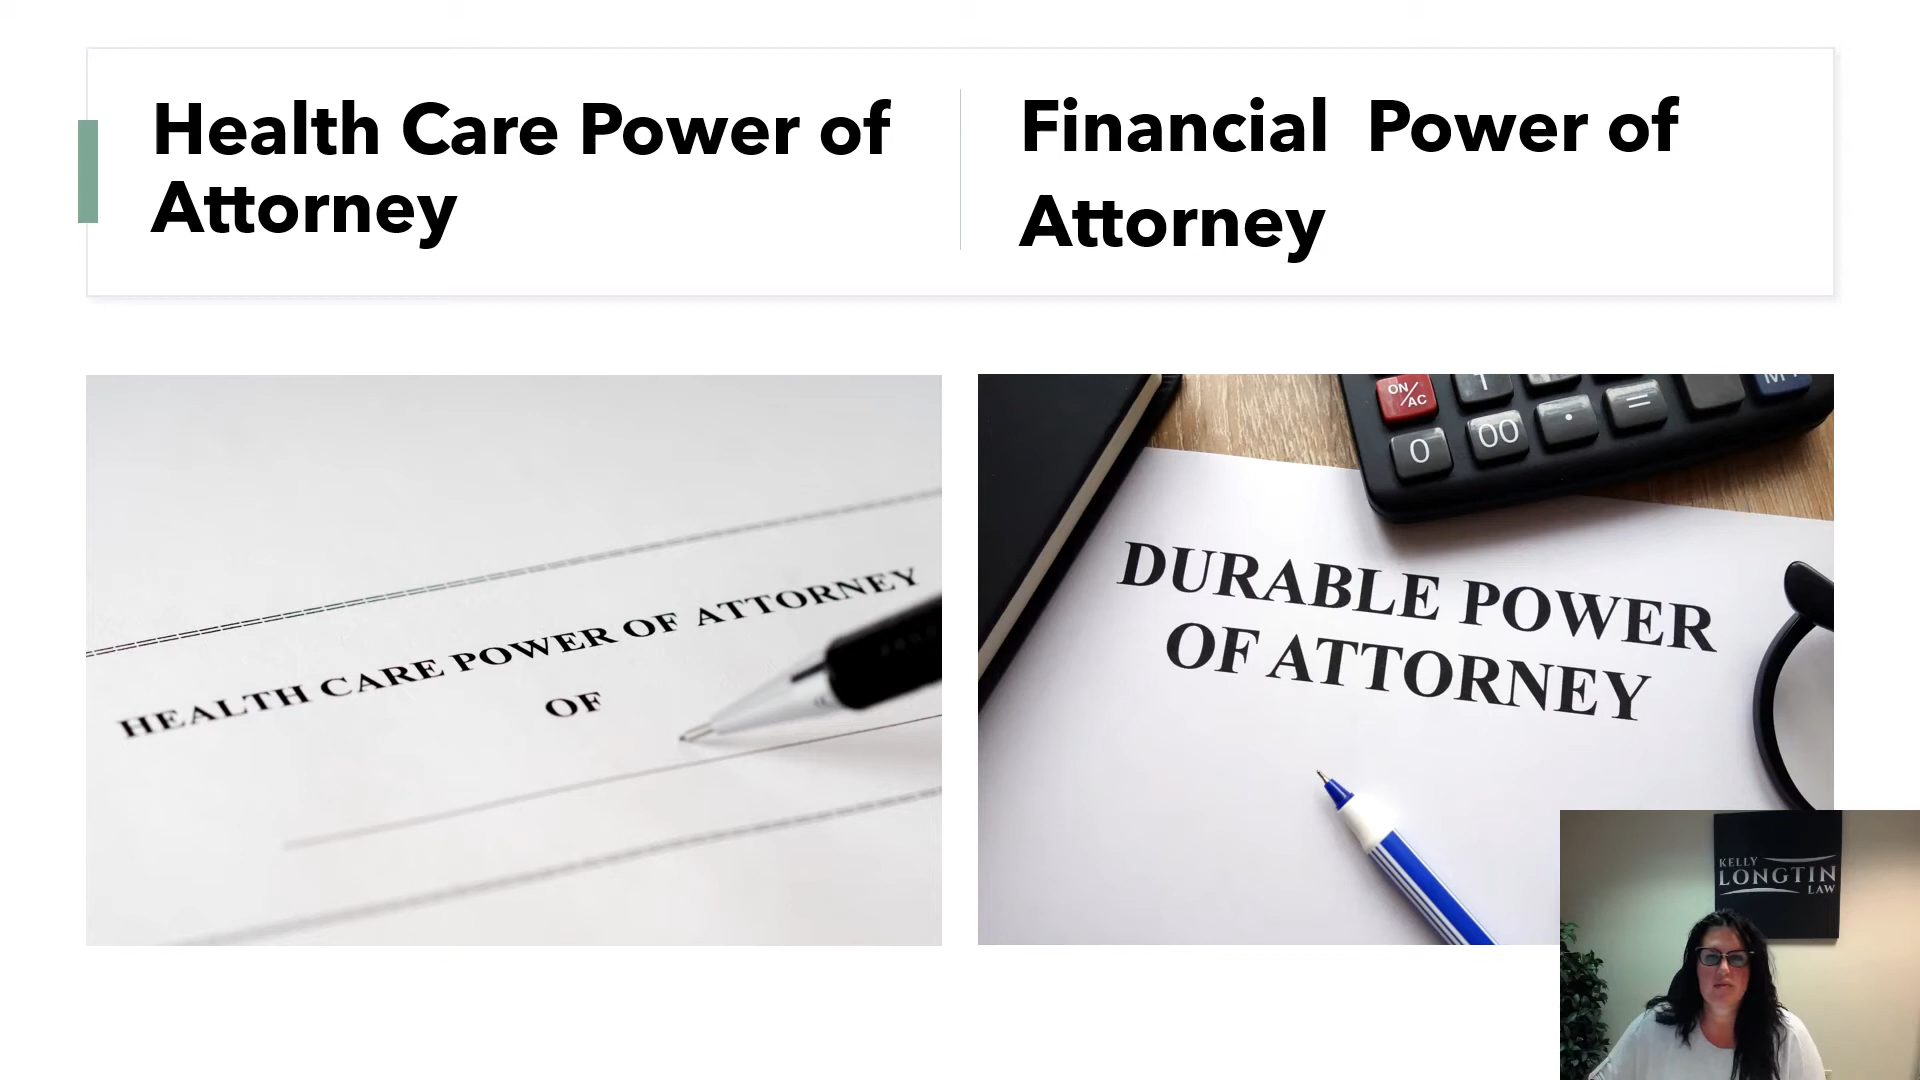 Health Care Power of
Attorney
Financial  Power of
Attorney
HEALTH CARE POWER OF ATTORNEY
OF
ON/AC
1
0
00
·
=
DURABLE POWER
OF ATTORNEY
KELLY
LONGTIN
LAW